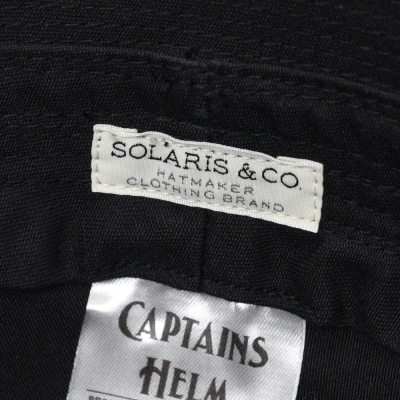 SOLARIS & CO.
HATMAKER
CLOTHING BRAND
CAPTAINS
HELM